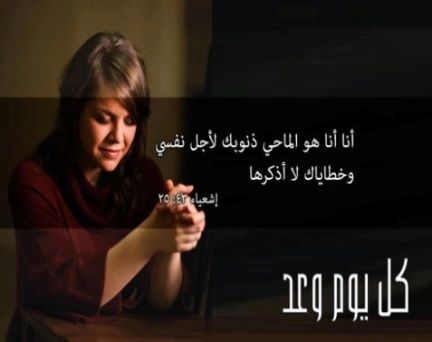 أنا أنا هو الماحي ذنوبك لأجل نفسي
وخطاياك لا أذكرها
إشعياء ٤٣: ٢٥
كل يوم وعد